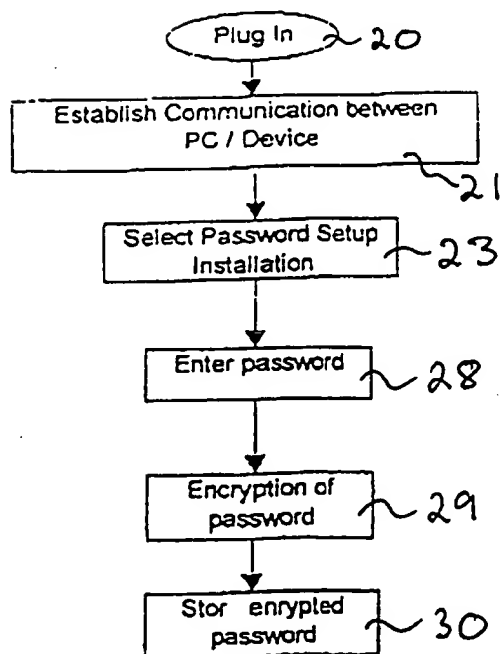 Plug In
20
Establish Communication between
PC / Device
21
Select Password Setup
Installation
23
Enter password
28
Encryption of
password
29
Stor enrypted
password
30